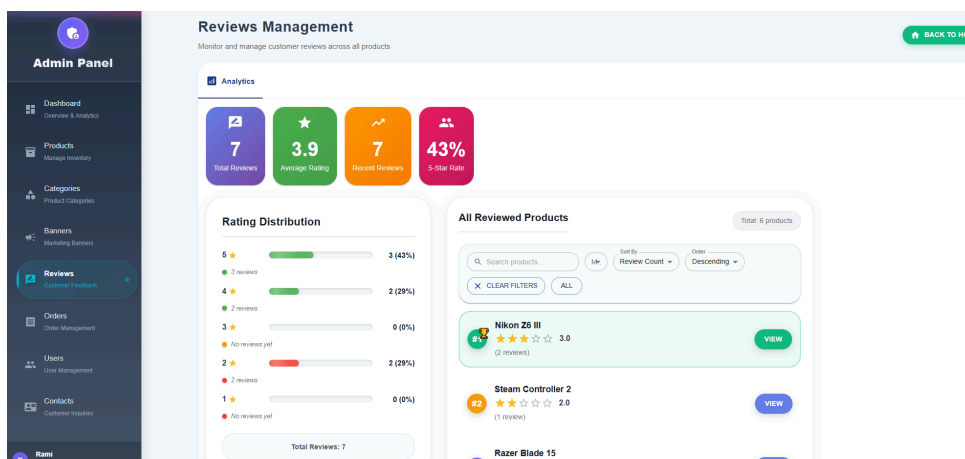 Admin Panel
Dashboard
Overview & Analytics
Products
Manage Inventory
Categories
Product Categories
Banners
Marketing Banners
Reviews
Customer Feedback
Orders
Order Management
Users
User Management
Contacts
Customer Inquiries
Rami
Reviews Management
Monitor and manage customer reviews across all products
BACK TO H
Analytics
7
Total Reviews
3.9
Average Rating
7
Recent Reviews
43%
5-Star Rate
Rating Distribution
5 3 (43%)
3 reviews
4 2 (29%)
2 reviews
3 0 (0%)
No reviews yet
2 2 (29%)
2 reviews
1 0 (0%)
No reviews yet
Total Reviews: 7
All Reviewed Products
Total: 6 products
Search products...
Sort By
Review Count
Order
Descending
CLEAR FILTERS
ALL
Nikon Z6 III
3.0
(2 reviews)
VIEW
#2
Steam Controller 2
2.0
(1 review)
VIEW
Razer Blade 15